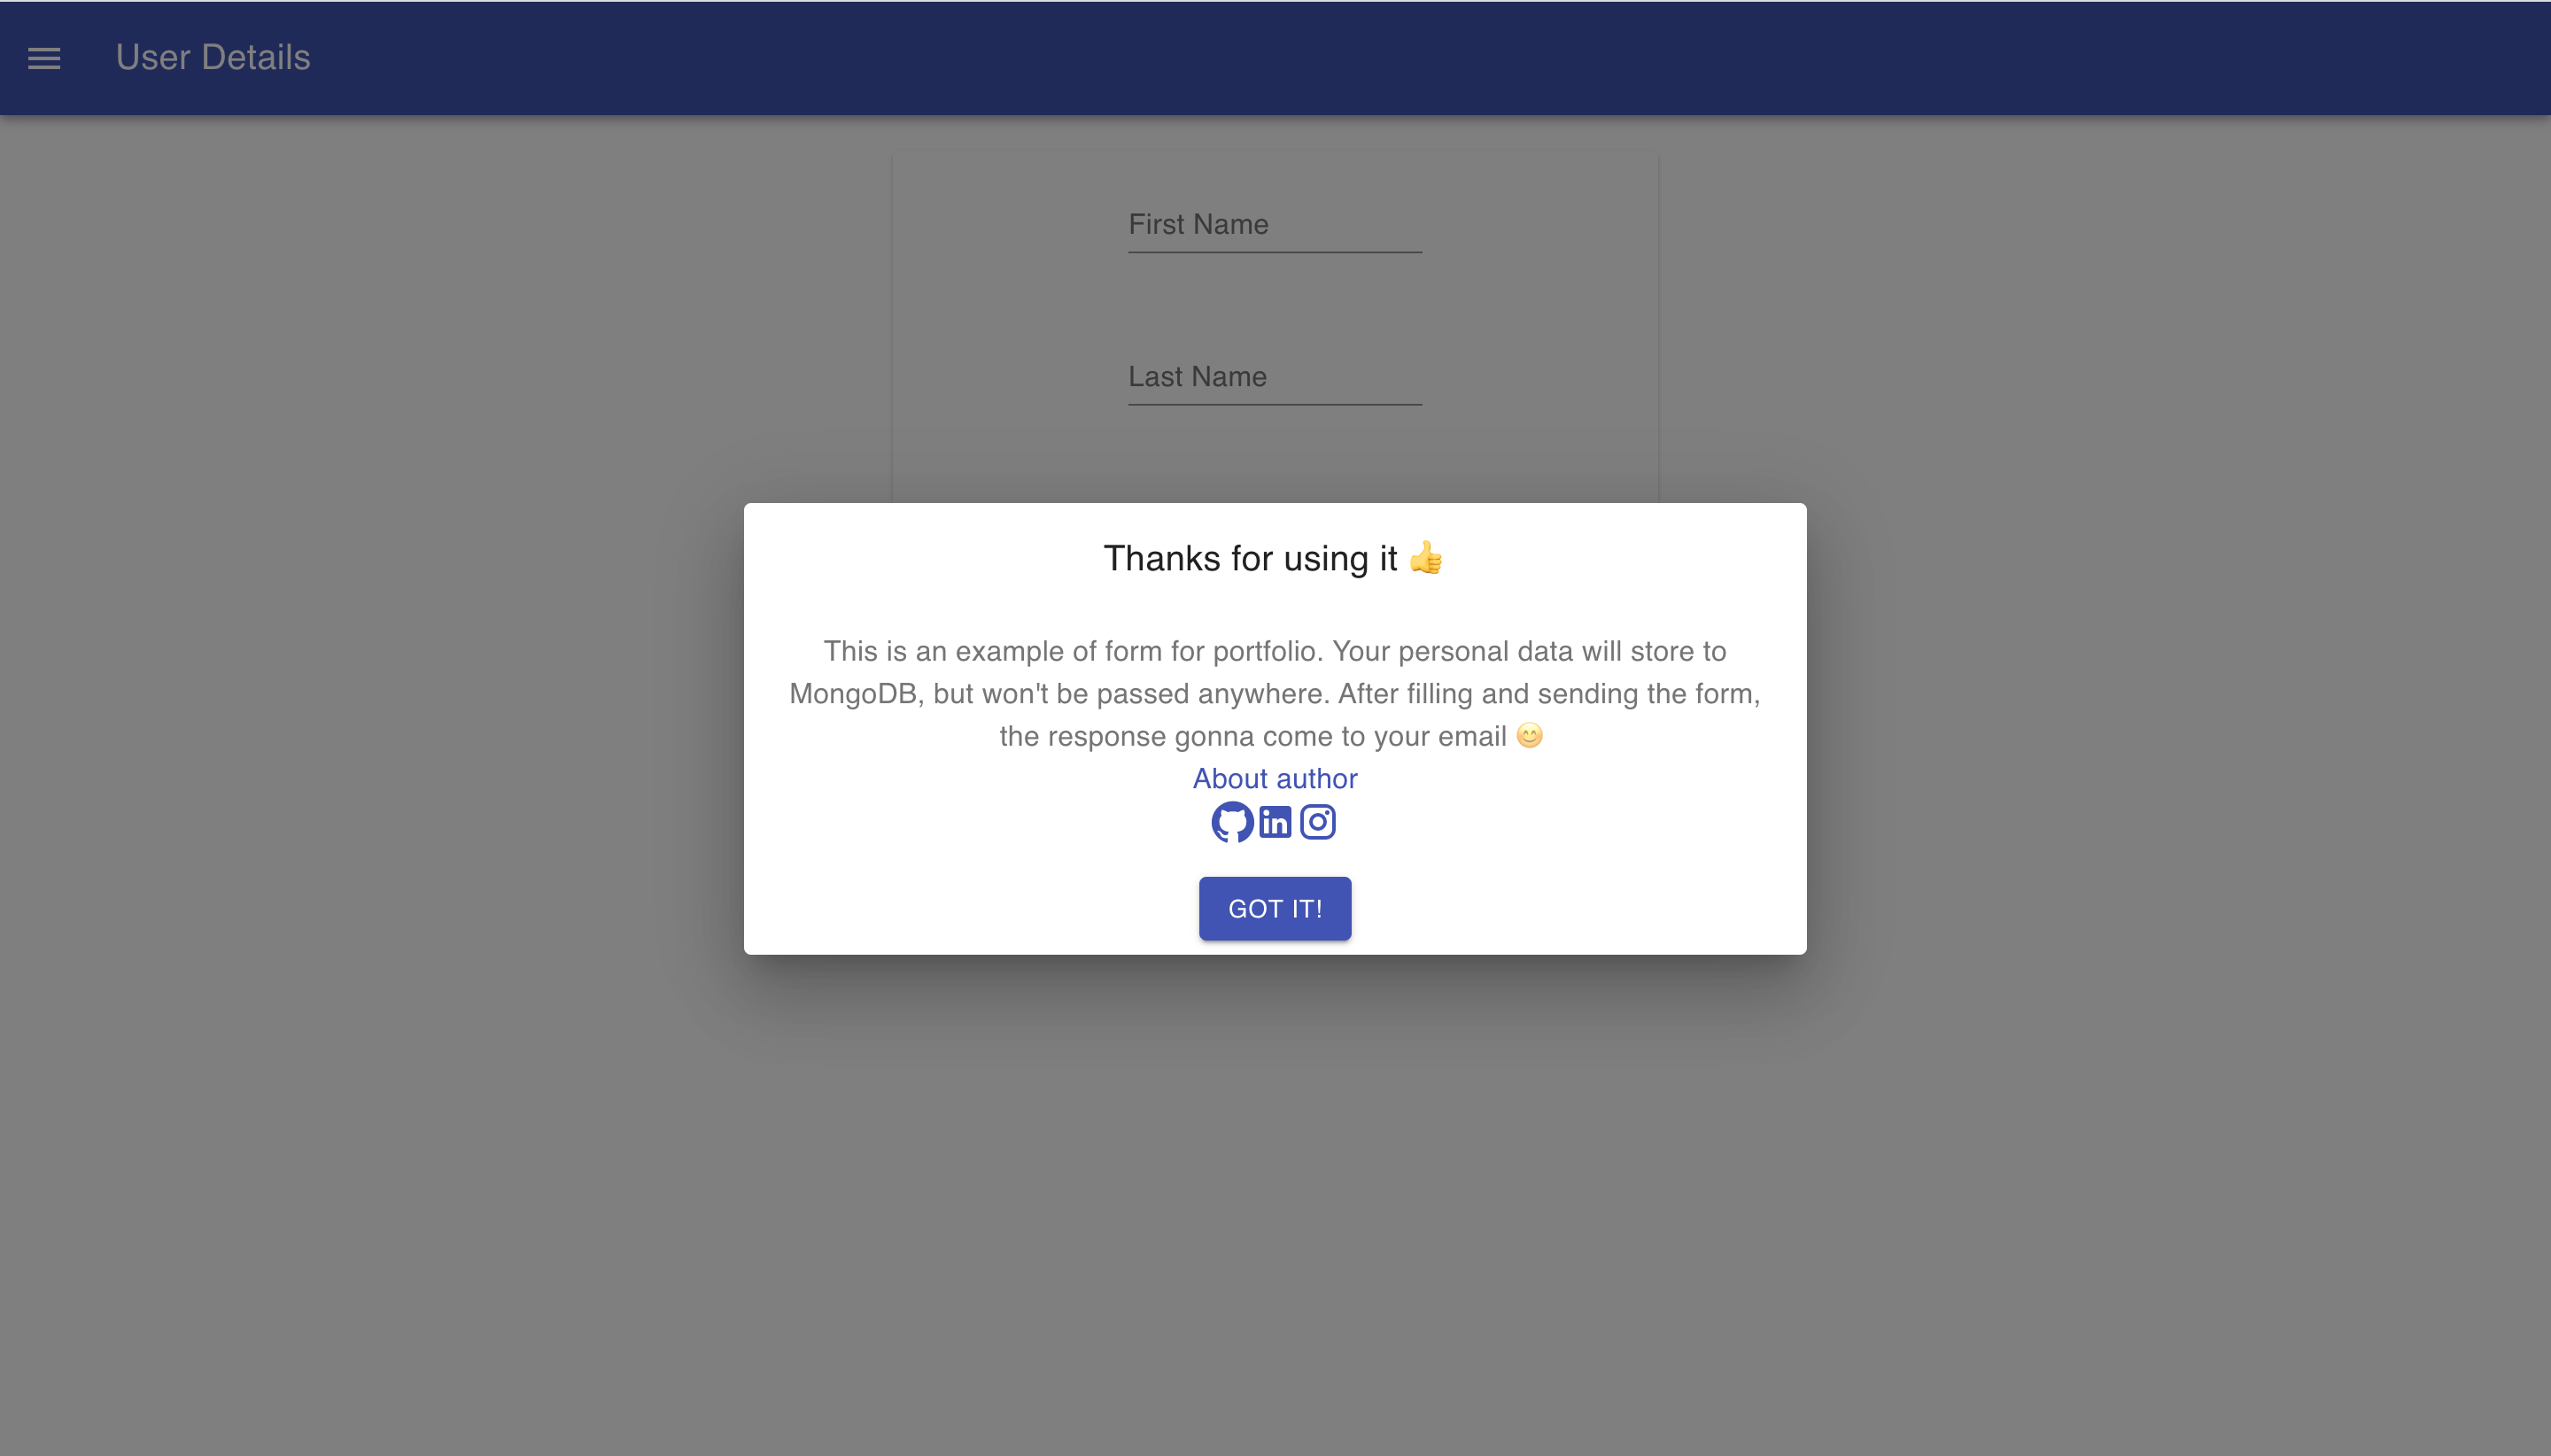 User Details
First Name
Last Name
Thanks for using it 👍
This is an example of form for portfolio. Your personal data will store to
MongoDB, but won't be passed anywhere. After filling and sending the form,
the response gonna come to your email 😊
About author
GOT IT!